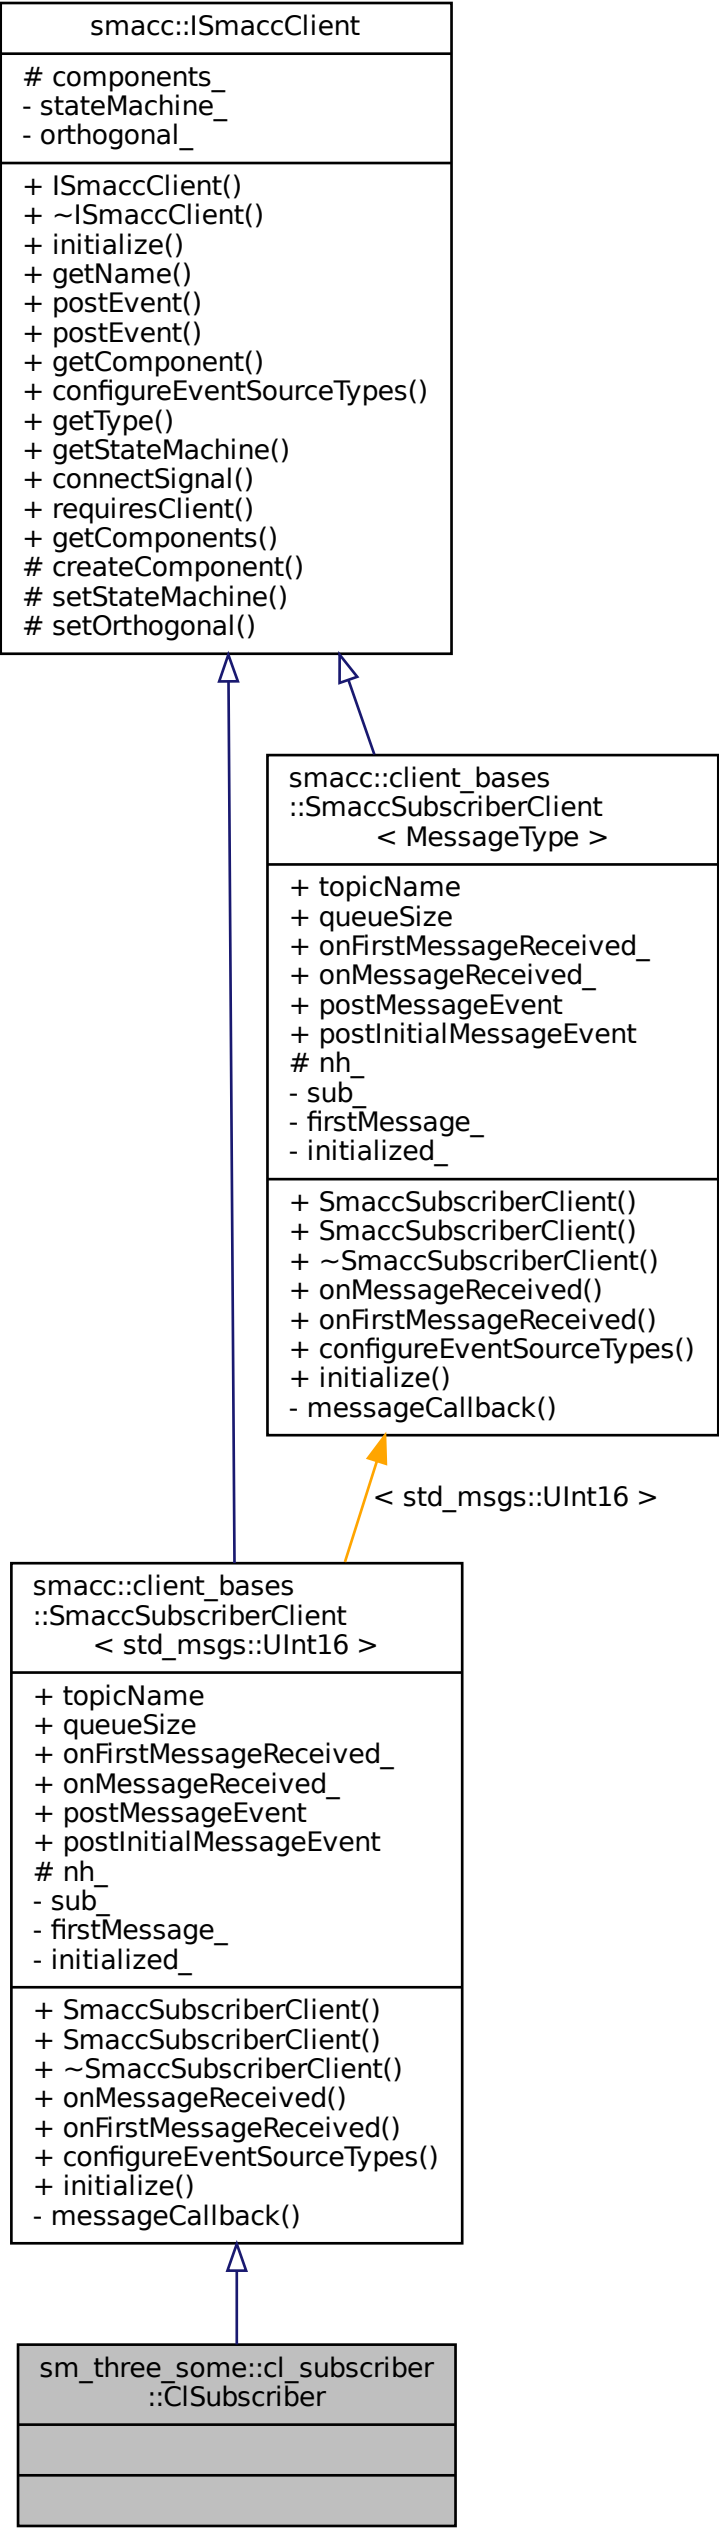 smacc::ISmaccClient
# components_
- stateMachine_
- orthogonal_
+ ISmaccClient()
+ ~ISmaccClient()
+ initialize()
+ getName()
+ postEvent()
+ postEvent()
+ getComponent()
+ configureEventSourceTypes()
+ getType()
+ getStateMachine()
+ connectSignal()
+ requiresClient()
+ getComponents()
# createComponent()
# setStateMachine()
# setOrthogonal()
smacc::client_bases
::SmaccSubscriberClient
< MessageType >
+ topicName
+ queueSize
+ onFirstMessageReceived_
+ onMessageReceived_
+ postMessageEvent
+ postInitialMessageEvent
# nh_
- sub_
- firstMessage_
- initialized_
+ SmaccSubscriberClient()
+ SmaccSubscriberClient()
+ ~SmaccSubscriberClient()
+ onMessageReceived()
+ onFirstMessageReceived()
+ configureEventSourceTypes()
+ initialize()
- messageCallback()
< std_msgs::UInt16 >
smacc::client_bases
::SmaccSubscriberClient
< std_msgs::UInt16 >
+ topicName
+ queueSize
+ onFirstMessageReceived_
+ onMessageReceived_
+ postMessageEvent
+ postInitialMessageEvent
# nh_
- sub_
- firstMessage_
- initialized_
+ SmaccSubscriberClient()
+ SmaccSubscriberClient()
+ ~SmaccSubscriberClient()
+ onMessageReceived()
+ onFirstMessageReceived()
+ configureEventSourceTypes()
+ initialize()
- messageCallback()
sm_three_some::cl_subscriber
::ClSubscriber